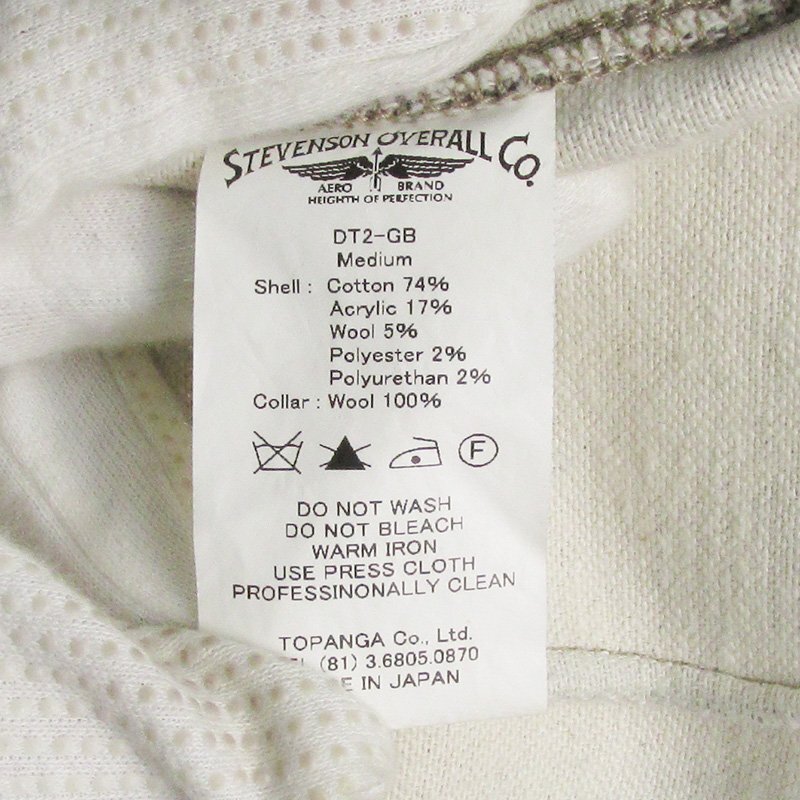 STEVENSON OVERALL CO.
AERO BRAND
HEIGHTH OF PERFECTION
DT2-GB
Medium
Shell : Cotton 74%
Acrylic 17%
Wool 5%
Polyester 2%
Polyurethan 2%
Collar : Wool 100%
F
DO NOT WASH
DO NOT BLEACH
WARM IRON
USE PRESS CLOTH
PROFESSINONALLY CLEAN
TOPANGA Co., Ltd.
(81) 3.6805.0870
IN JAPAN